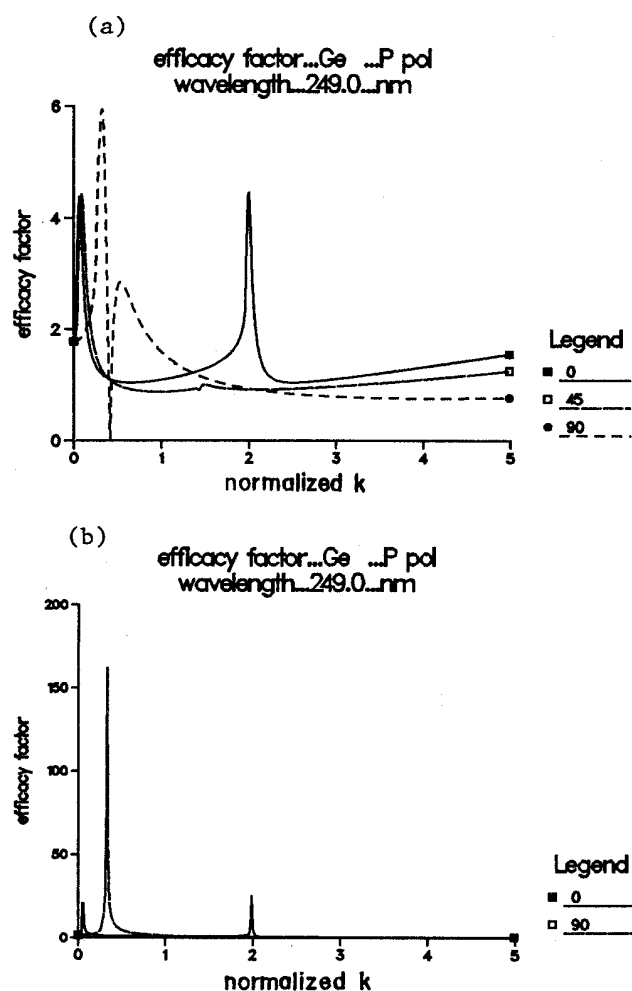 (a)
efficacy factor...Ge ...P pol
wavelength...249.0...nm
6
4
2
0
efficacy factor
0
1
2
3
4
5
normalized k
Legend
0
45
90
(b)
efficacy factor...Ge ...P pol
wavelength...249.0...nm
200
150
100
50
0
efficacy factor
0
1
2
3
4
5
normalized k
Legend
0
90